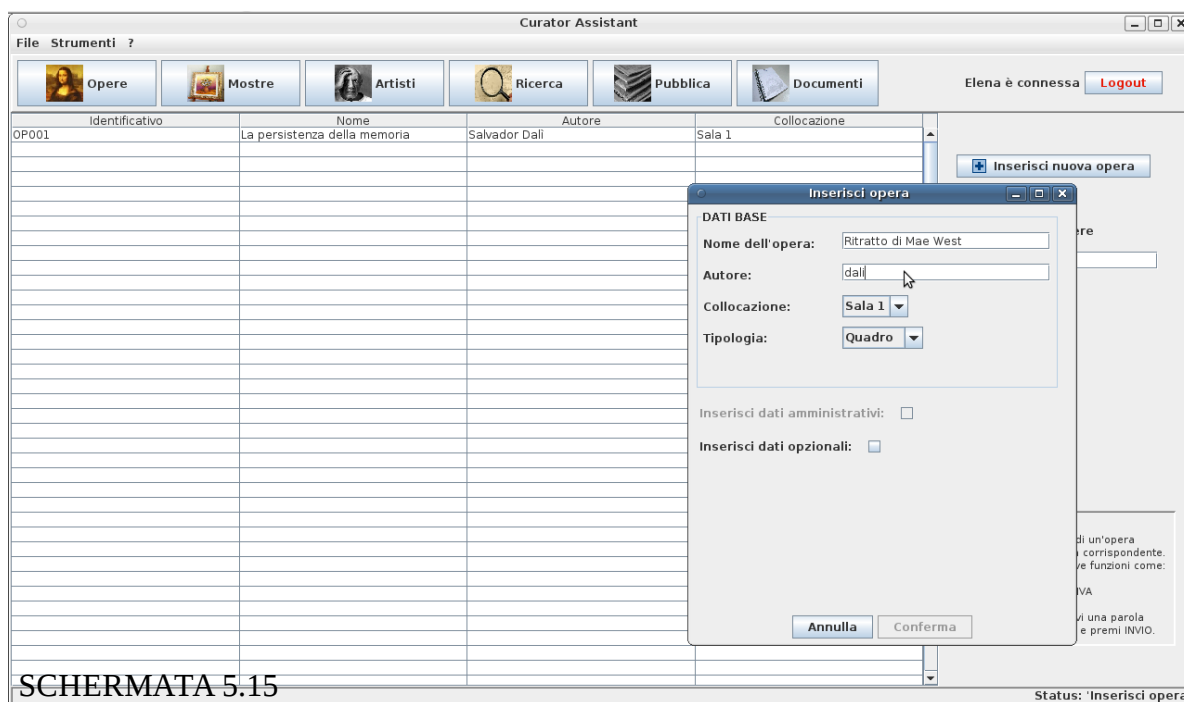 Curator Assistant
File Strumenti ?
Opere Mostre Artisti Ricerca Pubblica Documenti Elena è connessa Logout
Identificativo Nome Autore Collocazione
OP001 La persistenza della memoria Salvador Dalì Sala 1
Inserisci nuova opera
Inserisci opera
DATI BASE
Nome dell'opera: Ritratto di Mae West
ere
Autore: dalì
Collocazione: Sala 1
Tipologia: Quadro
Inserisci dati amministrativi:
Inserisci dati opzionali:
di un'opera
corrispondente.
ve funzioni come:
IVA
vi una parola
e premi INVIO.
Annulla Conferma
SCHERMATA 5.15
Status: 'Inserisci opera